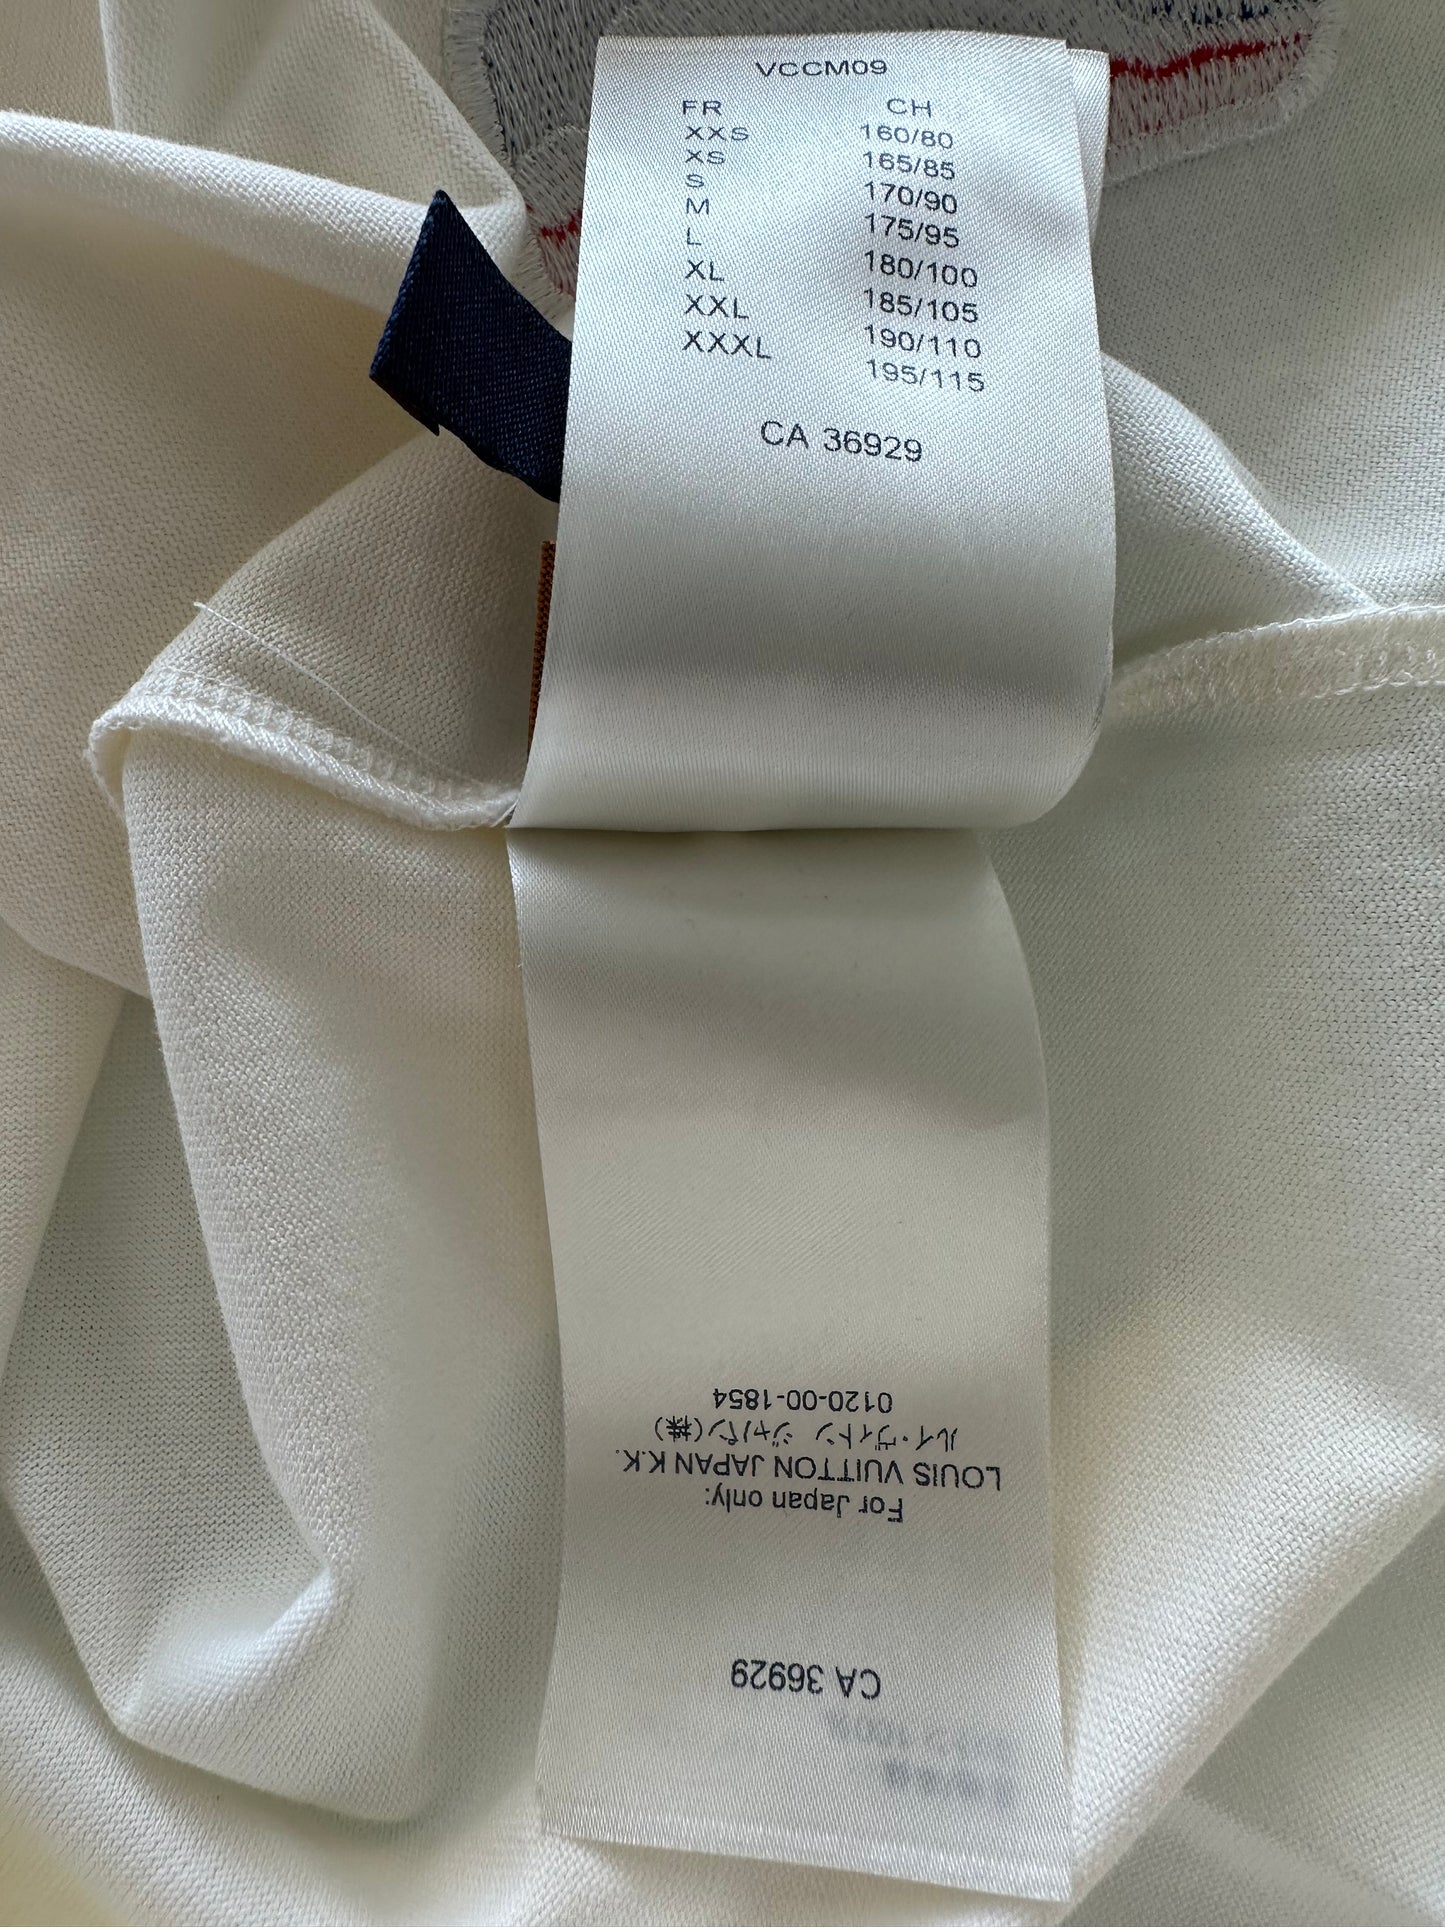 VCCM09
FR CH
XXS 160/80
XS 165/85
S 170/90
M 175/95
L 180/100
XL 185/105
XXL 190/110
XXXL 195/115
CA 36929
CA 36929
For Japan only:
LOUIS VUITTON JAPAN K.K.
ルイ・ヴィトン ジャパン(株)
0120-00-1854